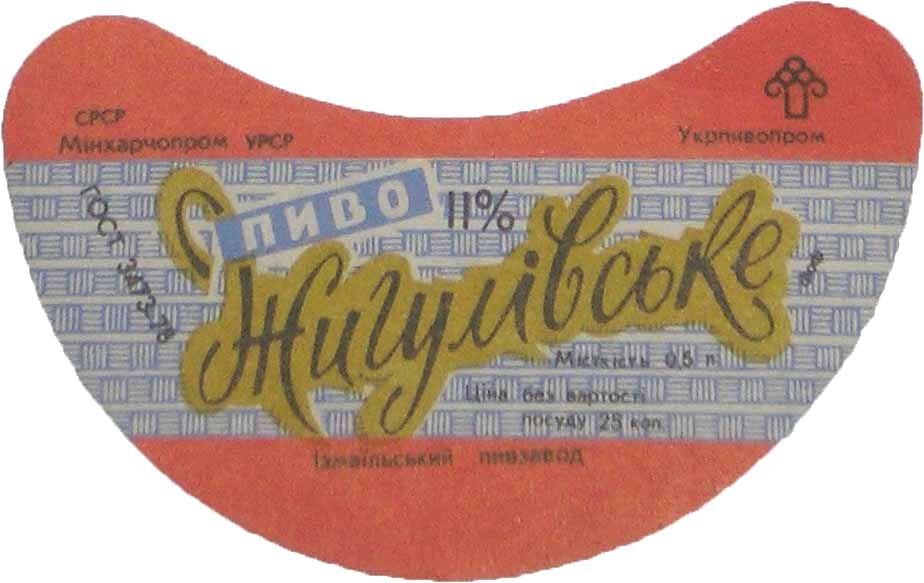 СРСР
Мінхарчопром УРСР
Укрпивопром
ГОСТ 3473-78
ПИВО
11%
Жигулівське
Місткість 0,5 л.
Ціна без вартості
посуду 25 коп.
Ізмаїльський пивзавод